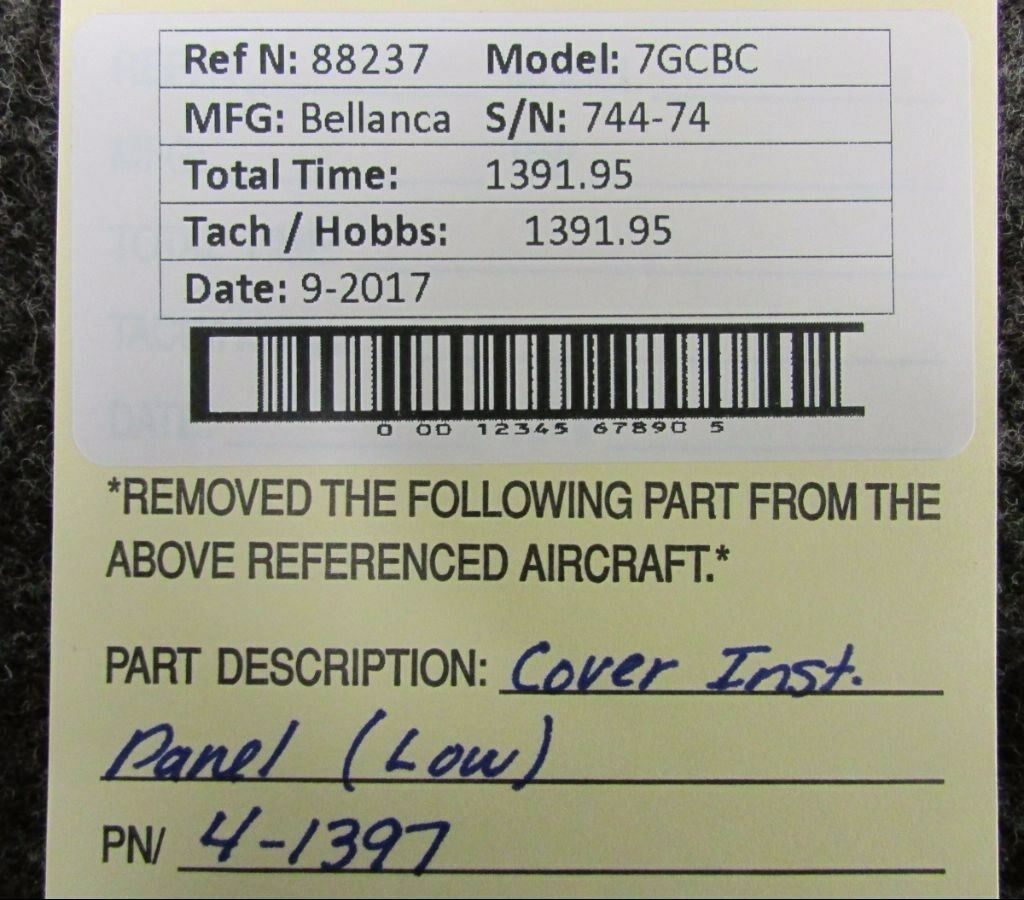 Ref N: 88237 Model: 7GCBC
MFG: Bellanca S/N: 744-74
Total Time: 1391.95
Tach / Hobbs: 1391.95
Date: 9-2017
0 00 12345 67890 5
*REMOVED THE FOLLOWING PART FROM THE
ABOVE REFERENCED AIRCRAFT.*
PART DESCRIPTION: Cover Inst.
Panel (Low)
PN/ 4-1397